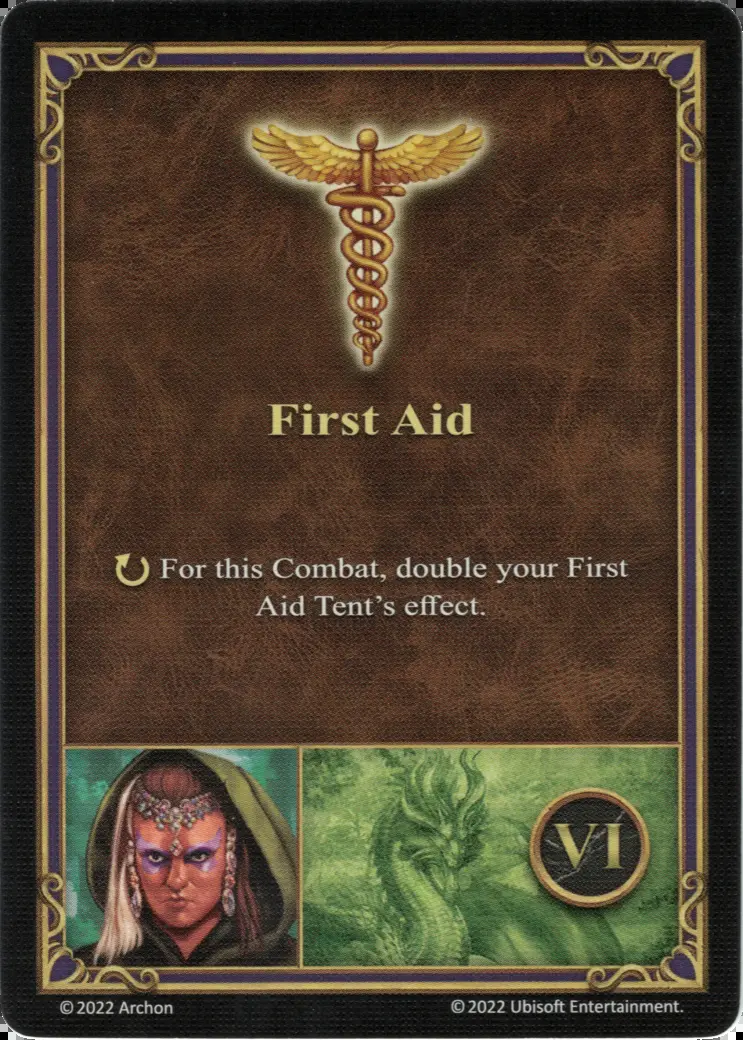 First Aid
For this Combat, double your First
Aid Tent’s effect.
VI
© 2022 Archon
© 2022 Ubisoft Entertainment.